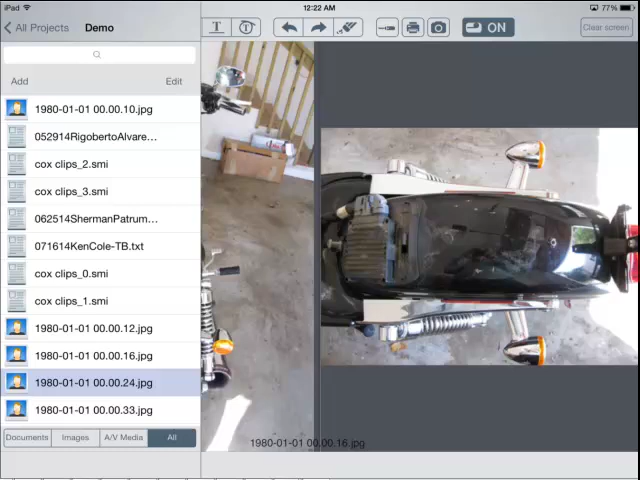 iPad
12:22 AM
77%
All Projects
Demo
T
T
ON
Clear screen
Add
Edit
1980-01-01 00.00.10.jpg
052914RigobertoAlvare...
cox clips_2.smi
cox clips_3.smi
062514ShermanPatrum...
071614KenCole-TB.txt
cox clips_0.smi
cox clips_1.smi
1980-01-01 00.00.12.jpg
1980-01-01 00.00.16.jpg
1980-01-01 00.00.24.jpg
1980-01-01 00.00.33.jpg
Documents
Images
A/V Media
All
1980-01-01 00.00.16.jpg